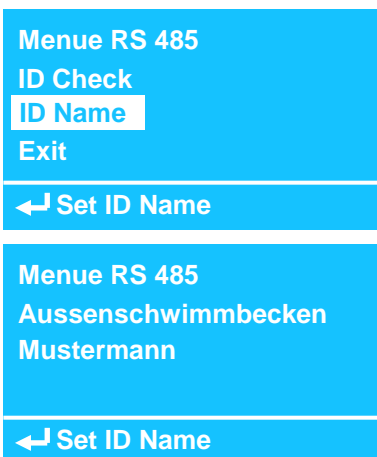 Menue RS 485
ID Check
ID Name
Exit
Set ID Name
Menue RS 485
Aussenschwimmbecken
Mustermann
Set ID Name